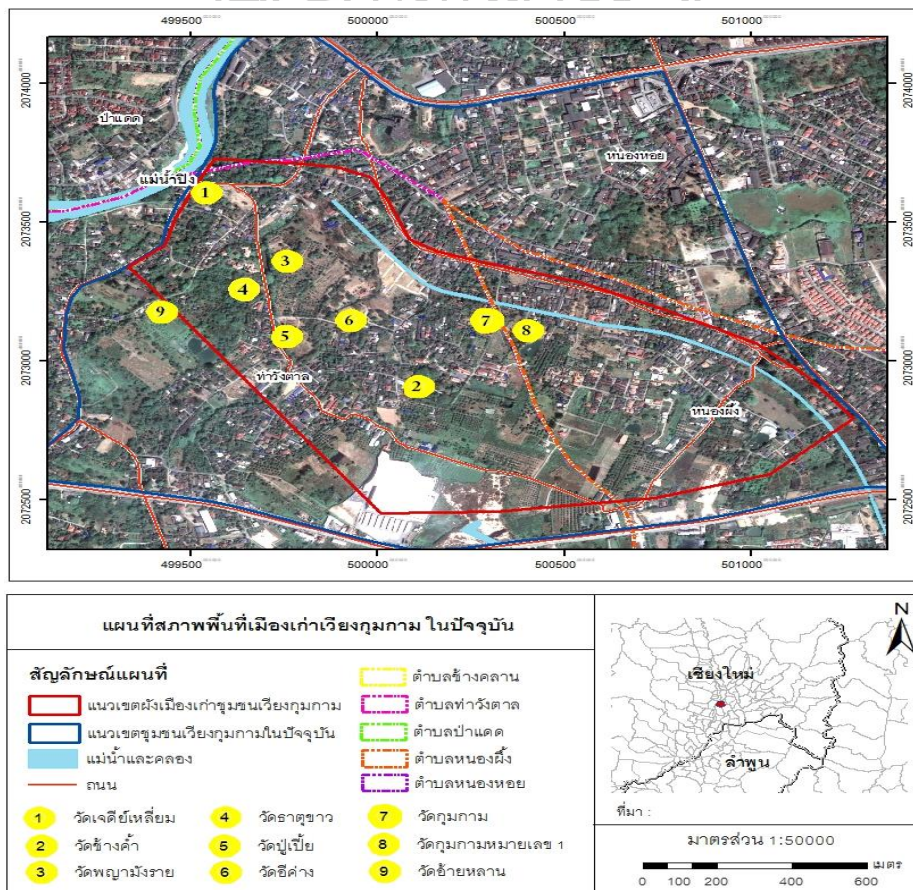 499500 500000 500500 501000
2074000 2074000
ป่าแดด
หนองหอย
แม่น้ำปิง
1
2073500 2073500
3
4
9 6 7 8
5
2073000 2073000
ท่าวังตาล
2
หนองผึ้ง
2072500 2072500
499500 500000 500500 501000
แผนที่สภาพพื้นที่เมืองเก่าเวียงกุมกาม ในปัจจุบัน
สัญลักษณ์แผนที่
แนวเขตผังเมืองเก่าชุมชนเวียงกุมกาม
แนวเขตชุมชนเวียงกุมกามในปัจจุบัน
แม่น้ำและคลอง
ถนน
ตำบลช้างคลาน
ตำบลท่าวังตาล
ตำบลป่าแดด
ตำบลหนองผึ้ง
ตำบลหนองหอย
1 วัดเจดีย์เหลี่ยม
2 วัดช้างค้ำ
3 วัดพญามังราย
4 วัดธาตุขาว
5 วัดปู่เปี้ย
6 วัดอีค่าง
7 วัดกุมกาม
8 วัดกุมกามหมายเลข 1
9 วัดอ้ายหลาน
N
เชียงใหม่
ลำพูน
ที่มา :
มาตรส่วน 1:50000
เมตร
0 100 200 400 600